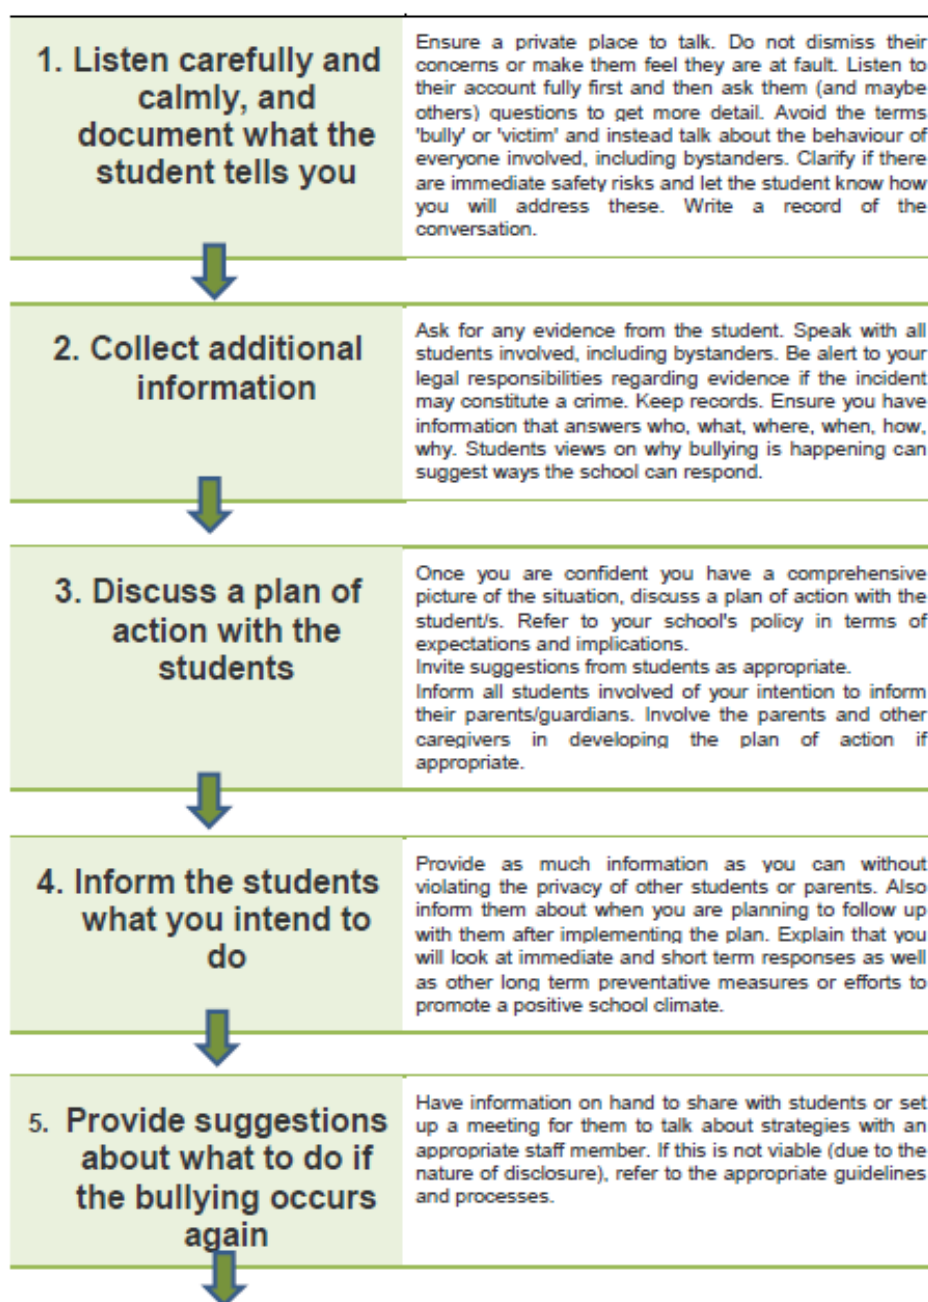 1. Listen carefully and
calmly, and
document what the
student tells you
Ensure a private place to talk. Do not dismiss their
concerns or make them feel they are at fault. Listen to
their account fully first and then ask them (and maybe
others) questions to get more detail. Avoid the terms
'bully' or 'victim' and instead talk about the behaviour of
everyone involved, including bystanders. Clarify if there
are immediate safety risks and let the student know how
you will address these. Write a record of the
conversation.
2. Collect additional
information
Ask for any evidence from the student. Speak with all
students involved, including bystanders. Be alert to your
legal responsibilities regarding evidence if the incident
may constitute a crime. Keep records. Ensure you have
information that answers who, what, where, when, how,
why. Students views on why bullying is happening can
suggest ways the school can respond.
3. Discuss a plan of
action with the
students
Once you are confident you have a comprehensive
picture of the situation, discuss a plan of action with the
student/s. Refer to your school's policy in terms of
expectations and implications.
Invite suggestions from students as appropriate.
Inform all students involved of your intention to inform
their parents/guardians. Involve the parents and other
caregivers in developing the plan of action if
appropriate.
4. Inform the students
what you intend to
do
Provide as much information as you can without
violating the privacy of other students or parents. Also
inform them about when you are planning to follow up
with them after implementing the plan. Explain that you
will look at immediate and short term responses as well
as other long term preventative measures or efforts to
promote a positive school climate.
5. Provide suggestions
about what to do if
the bullying occurs
again
Have information on hand to share with students or set
up a meeting for them to talk about strategies with an
appropriate staff member. If this is not viable (due to the
nature of disclosure), refer to the appropriate guidelines
and processes.